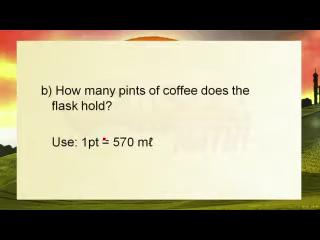 b) How many pints of coffee does the
flask hold?
Use: 1pt = 570 mℓ